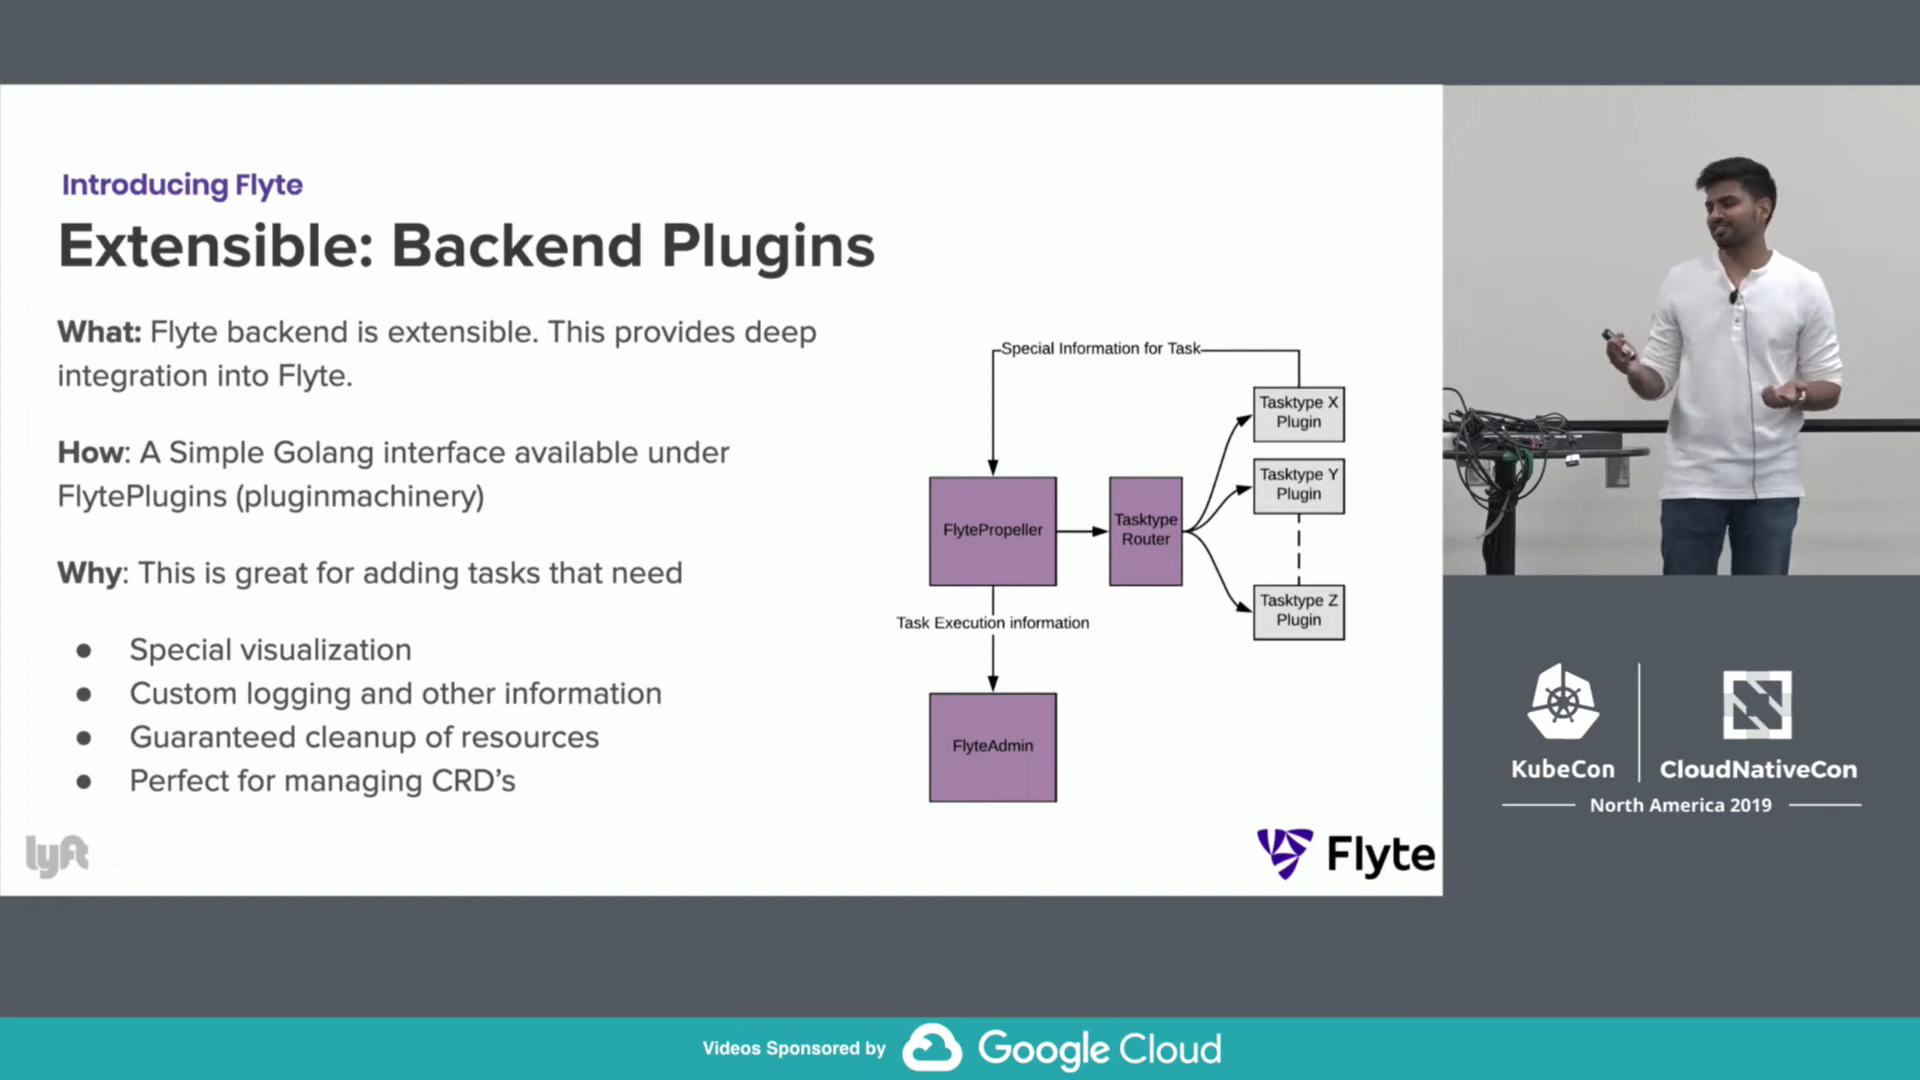 Introducing Flyte
Extensible: Backend Plugins
What: Flyte backend is extensible. This provides deep
integration into Flyte.
How: A Simple Golang interface available under
FlytePlugins (pluginmachinery)
Why: This is great for adding tasks that need
● Special visualization
● Custom logging and other information
● Guaranteed cleanup of resources
● Perfect for managing CRD's
Special Information for Task
Tasktype X
Plugin
Tasktype Y
Plugin
FlytePropeller
Tasktype
Router
Tasktype Z
Plugin
Task Execution information
FlyteAdmin
lyft
Flyte
KubeCon
CloudNativeCon
North America 2019
Videos Sponsored by
Google Cloud